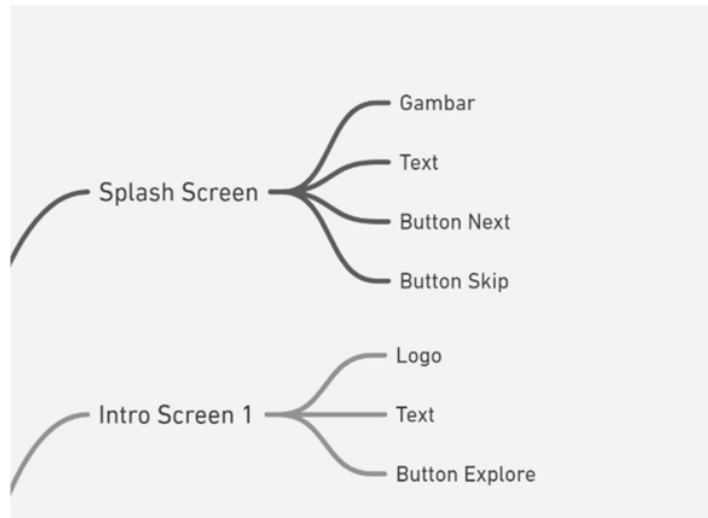 Splash Screen
Gambar
Text
Button Next
Button Skip
Intro Screen 1
Logo
Text
Button Explore